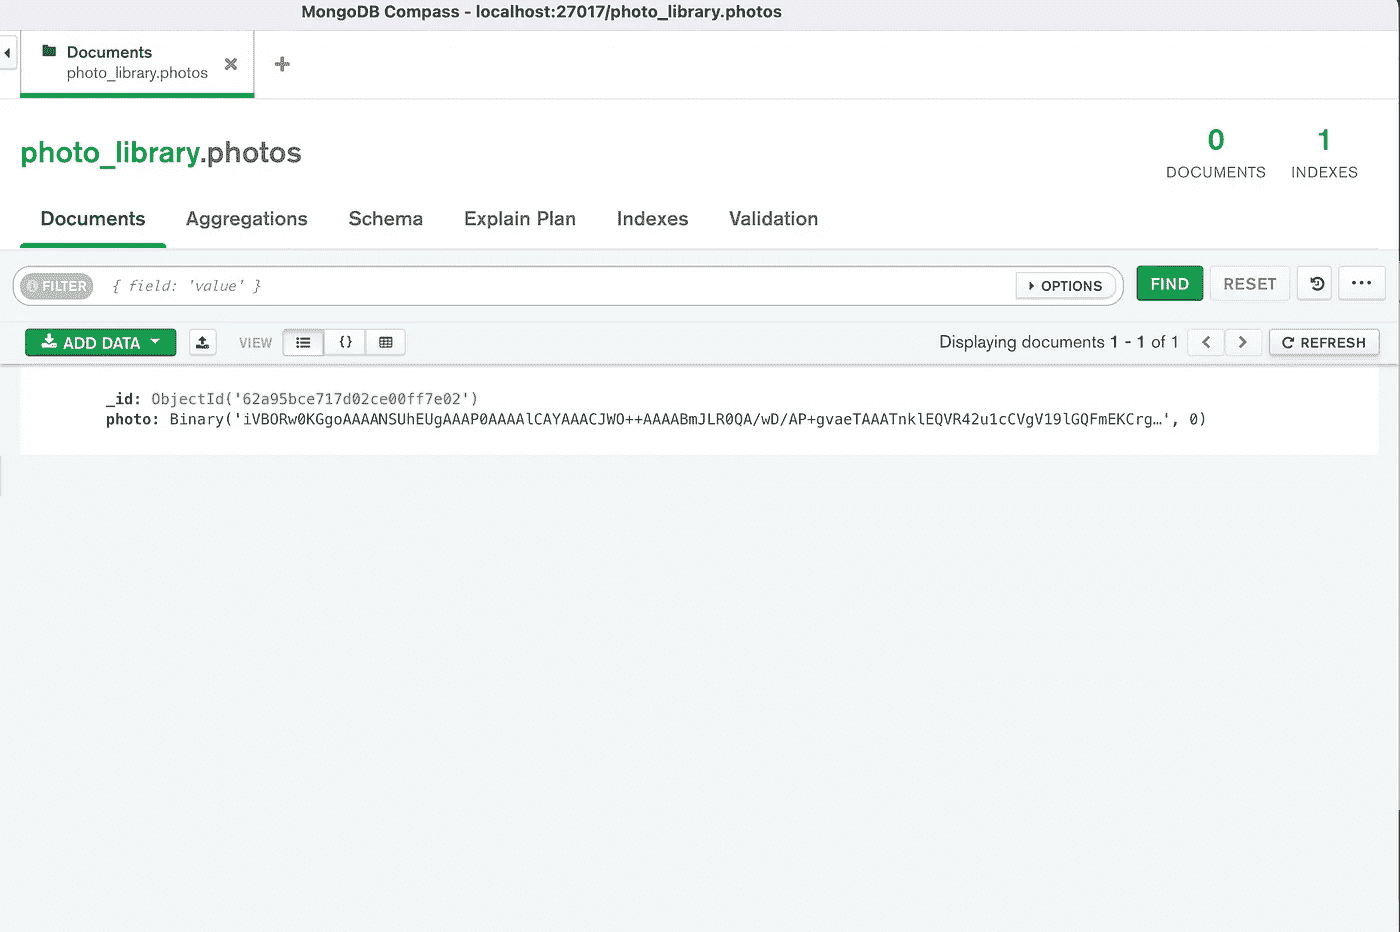 MongoDB Compass - localhost:27017/photo_library.photos
Documents
photo_library.photos
photo_library.photos
0
DOCUMENTS
1
INDEXES
Documents Aggregations Schema Explain Plan Indexes Validation
FILTER { field: 'value' } OPTIONS FIND RESET
ADD DATA VIEW {} Displaying documents 1 - 1 of 1 REFRESH
_id: ObjectId('62a95bce717d02ce00ff7e02')
photo: Binary('iVBORw0KGgoAAAANSUhEUgAAAP0AAAAlCAYAAACJWO++AAAABmJLR0QA/wD/AP+gvaeTAAATnklEQVR42u1cCVgV19lGQFmEKCrg…', 0)